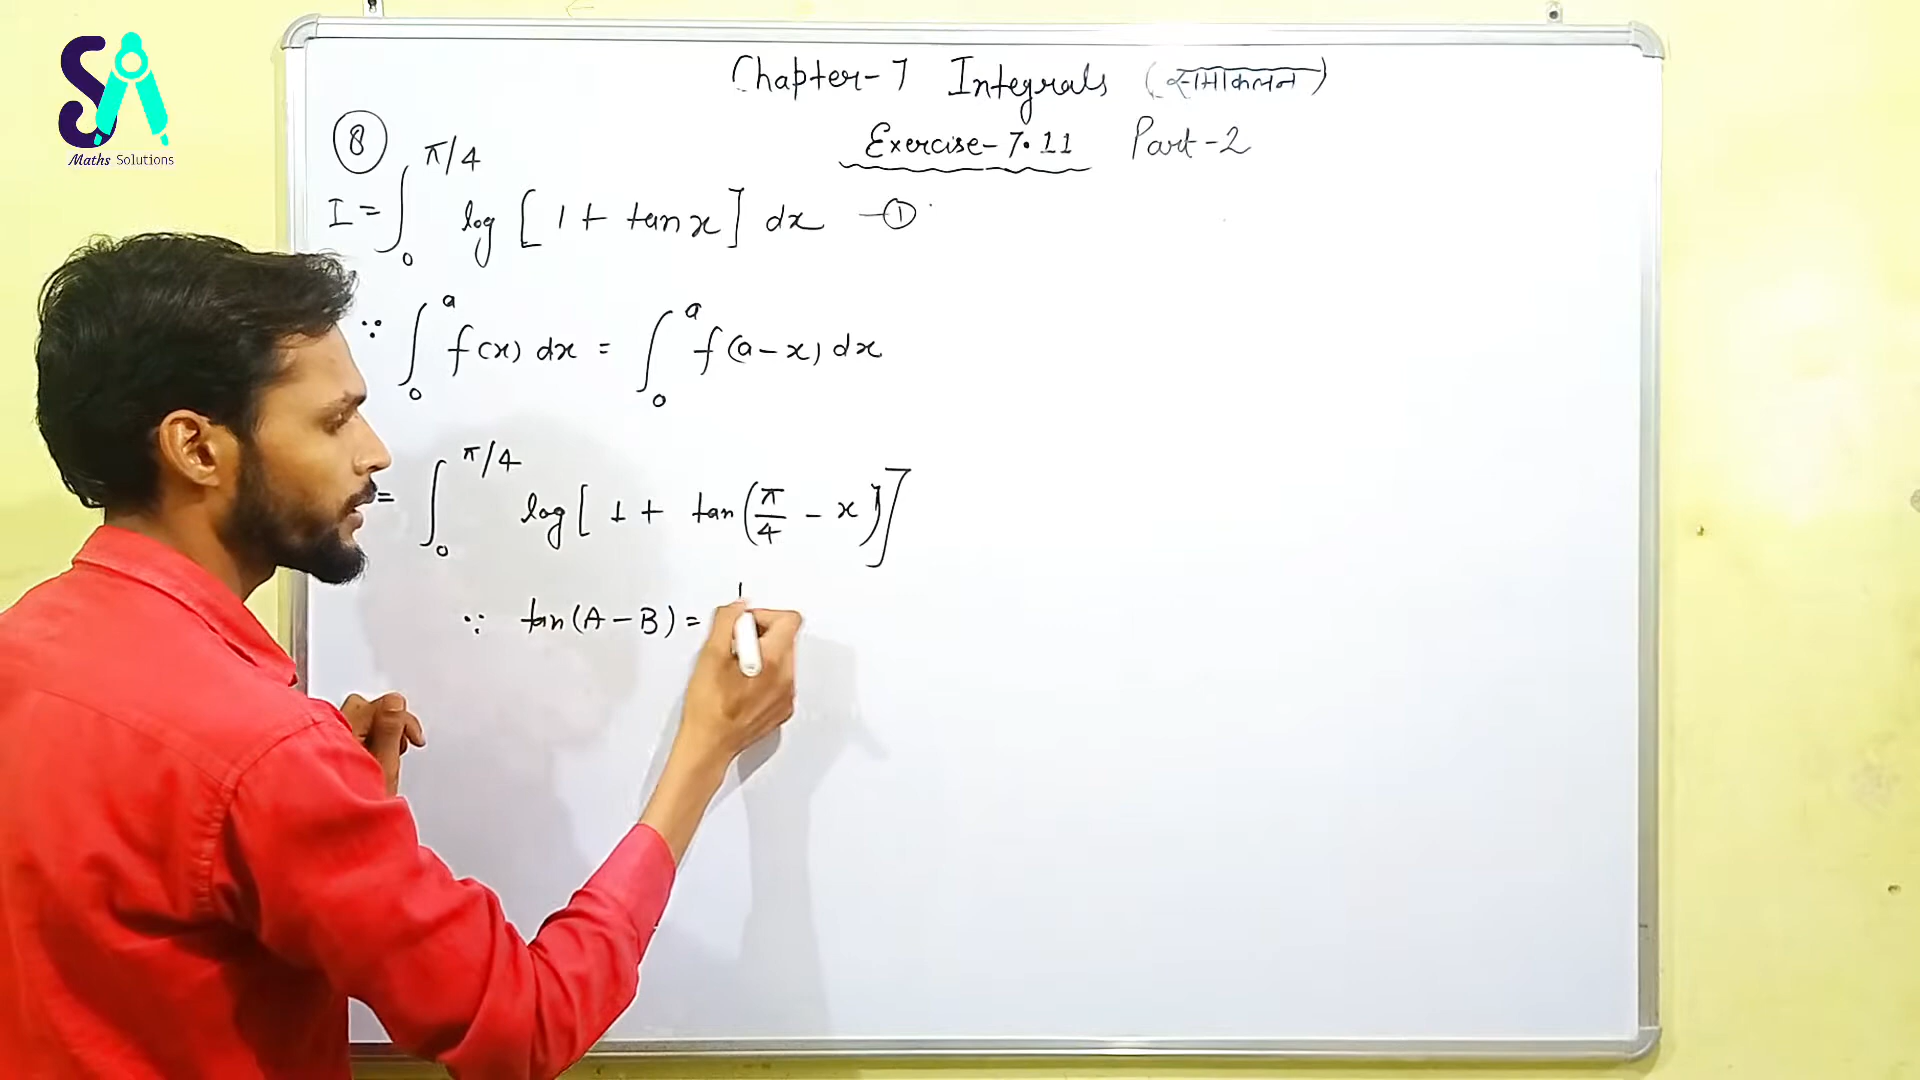 SA
Maths Solutions
Chapter-7 Integrals (समाकलन)
Exercise-7.11 Part-2
8
I = ∫₀^π/4 log [1 + tan x] dx —①
∵ ∫₀^a f(x) dx = ∫₀^a f(a-x) dx
= ∫₀^π/4 log [1 + tan(π/4 - x)]
∵ tan(A-B) =